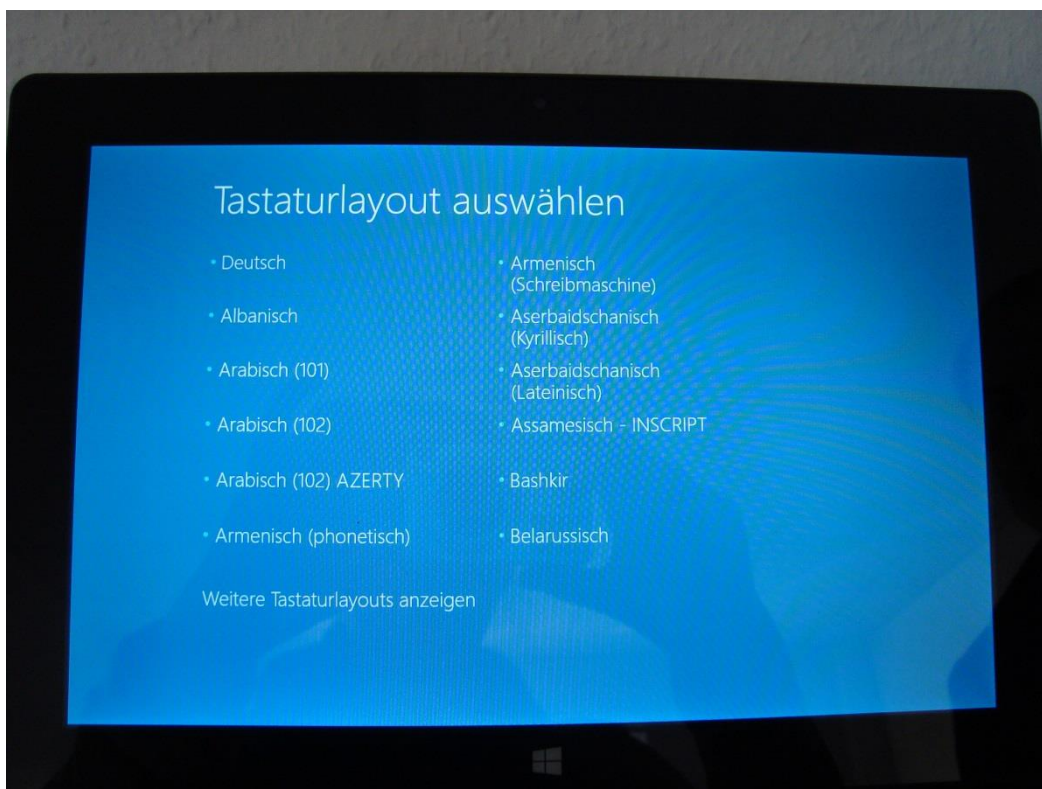 Tastaturlayout auswählen
Deutsch
Albanisch
Arabisch (101)
Arabisch (102)
Arabisch (102) AZERTY
Armenisch (phonetisch)
Armenisch
(Schreibmaschine)
Aserbaidschanisch
(Kyrillisch)
Aserbaidschanisch
(Lateinisch)
Assamesisch - INSCRIPT
Bashkir
Belarussisch
Weitere Tastaturlayouts anzeigen